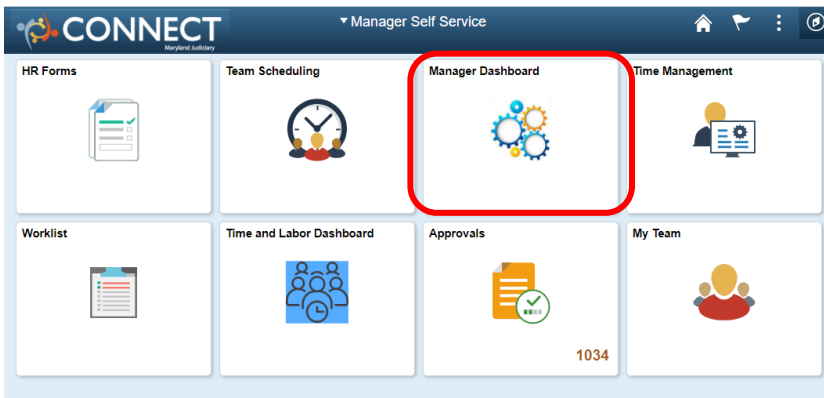 CONNECT
Maryland Judiciary
Manager Self Service
HR Forms
Team Scheduling
Manager Dashboard
Time Management
Worklist
Time and Labor Dashboard
Approvals
My Team
1034